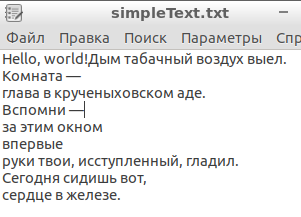 simpleText.txt
Файл Правка Поиск Параметры Спр
Hello, world!Дым табачный воздух выел.
Комната —
глава в крученыховском аде.
Вспомни —
за этим окном
впервые
руки твои, исступленный, гладил.
Сегодня сидишь вот,
сердце в железе.